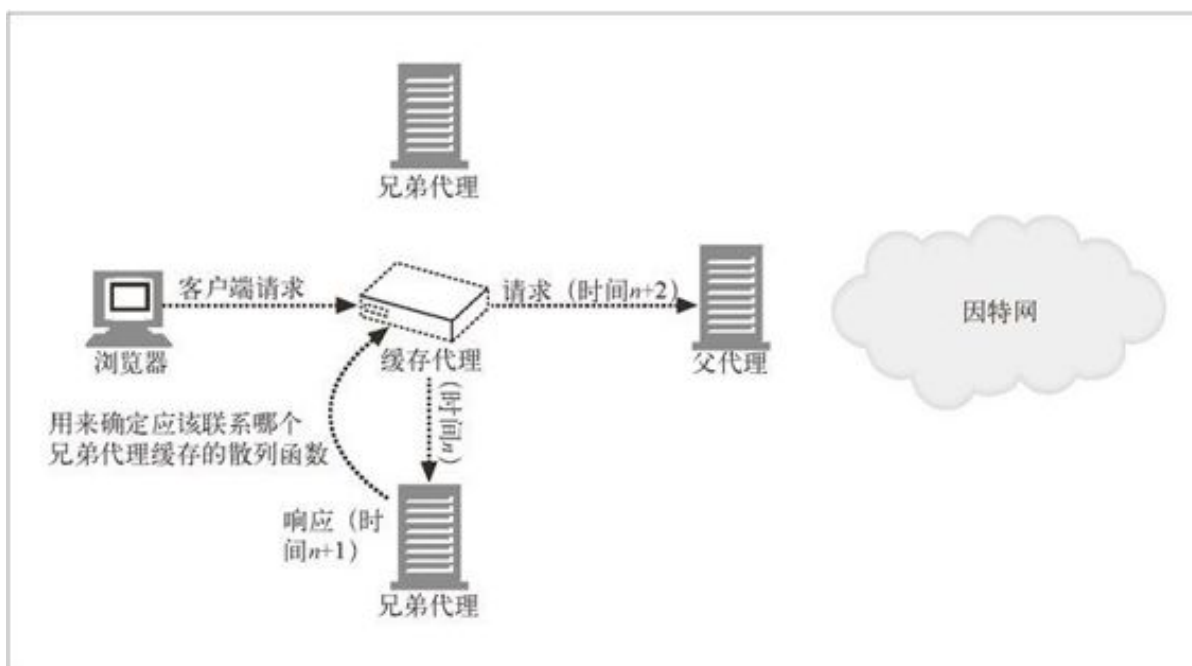 兄弟代理
客户端请求
请求（时间n+2）
因特网
浏览器
缓存代理
父代理
（时间n）
用来确定应该联系哪个
兄弟代理缓存的散列函数
响应（时
间n+1）
兄弟代理